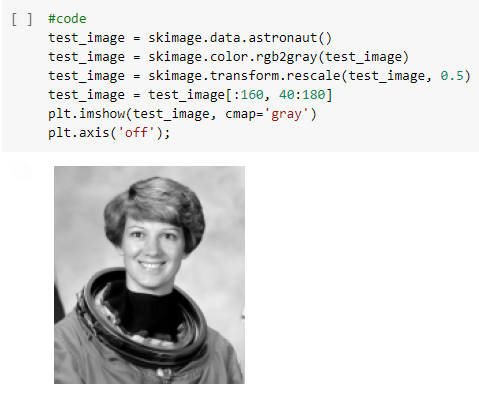 [ ] #code
test_image = skimage.data.astronaut()
test_image = skimage.color.rgb2gray(test_image)
test_image = skimage.transform.rescale(test_image, 0.5)
test_image = test_image[:160, 40:180]
plt.imshow(test_image, cmap='gray')
plt.axis('off');